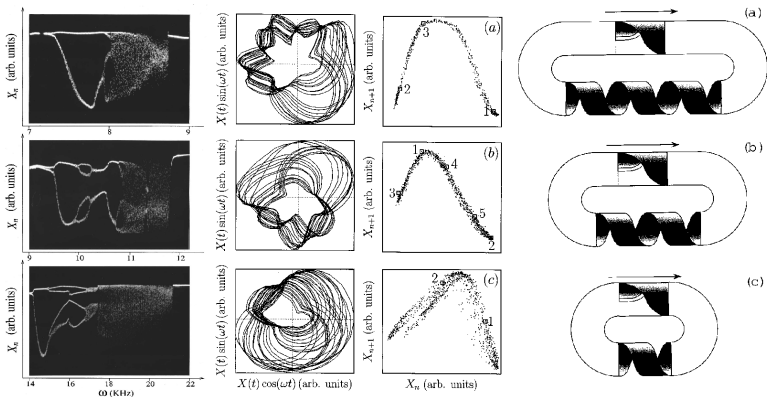 X_n (arb. units)
7 8 9
X(t) sin(ωt) (arb. units)
X_{n+1} (arb. units)
(a)
3
2
1
(a)
X_n (arb. units)
9 10 11 12
X(t) sin(ωt) (arb. units)
X_{n+1} (arb. units)
(b)
1
4
3
5
2
(b)
X_n (arb. units)
14 16 18 20 22
ω (KHz)
X(t) sin(ωt) (arb. units)
X(t) cos(ωt) (arb. units)
X_{n+1} (arb. units)
(c)
2
1
X_n (arb. units)
(c)